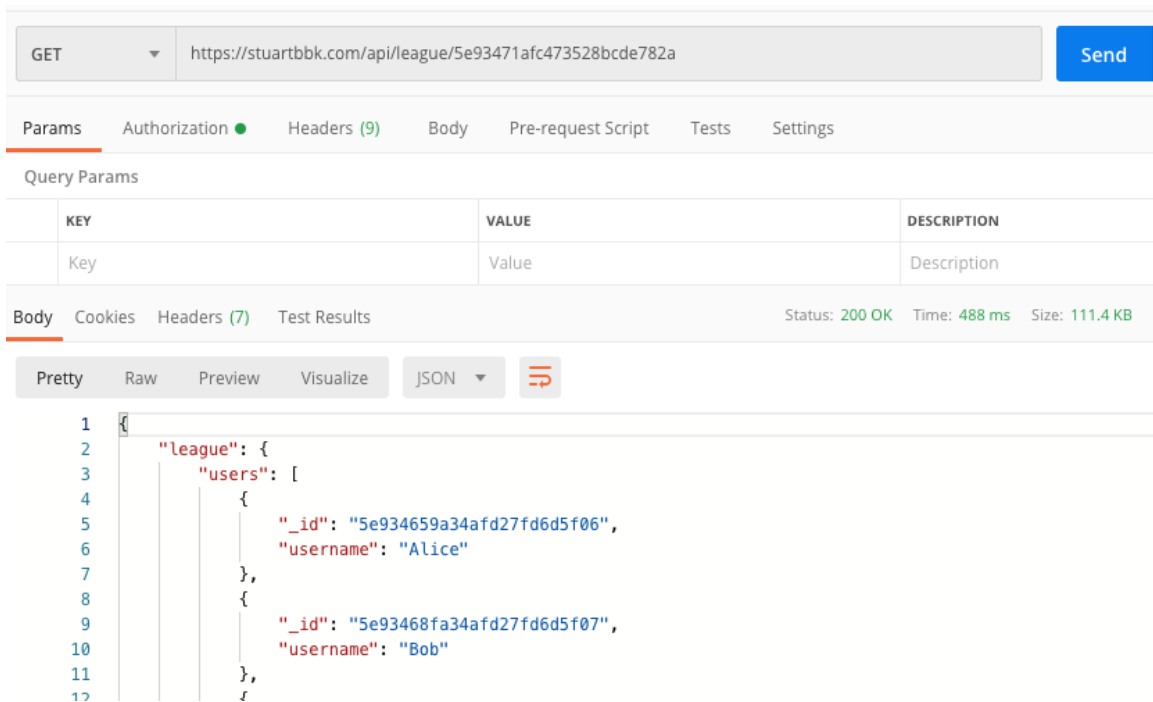 GET https://stuartbbk.com/api/league/5e93471afc473528bcde782a Send
Params Authorization Headers (9) Body Pre-request Script Tests Settings
Query Params
KEY VALUE DESCRIPTION
Key Value Description
Body Cookies Headers (7) Test Results Status: 200 OK Time: 488 ms Size: 111.4 KB
Pretty Raw Preview Visualize JSON
1 {
2 "league": {
3 "users": [
4 {
5 "_id": "5e934659a34afd27fd6d5f06",
6 "username": "Alice"
7 },
8 {
9 "_id": "5e93468fa34afd27fd6d5f07",
10 "username": "Bob"
11 },
12 {